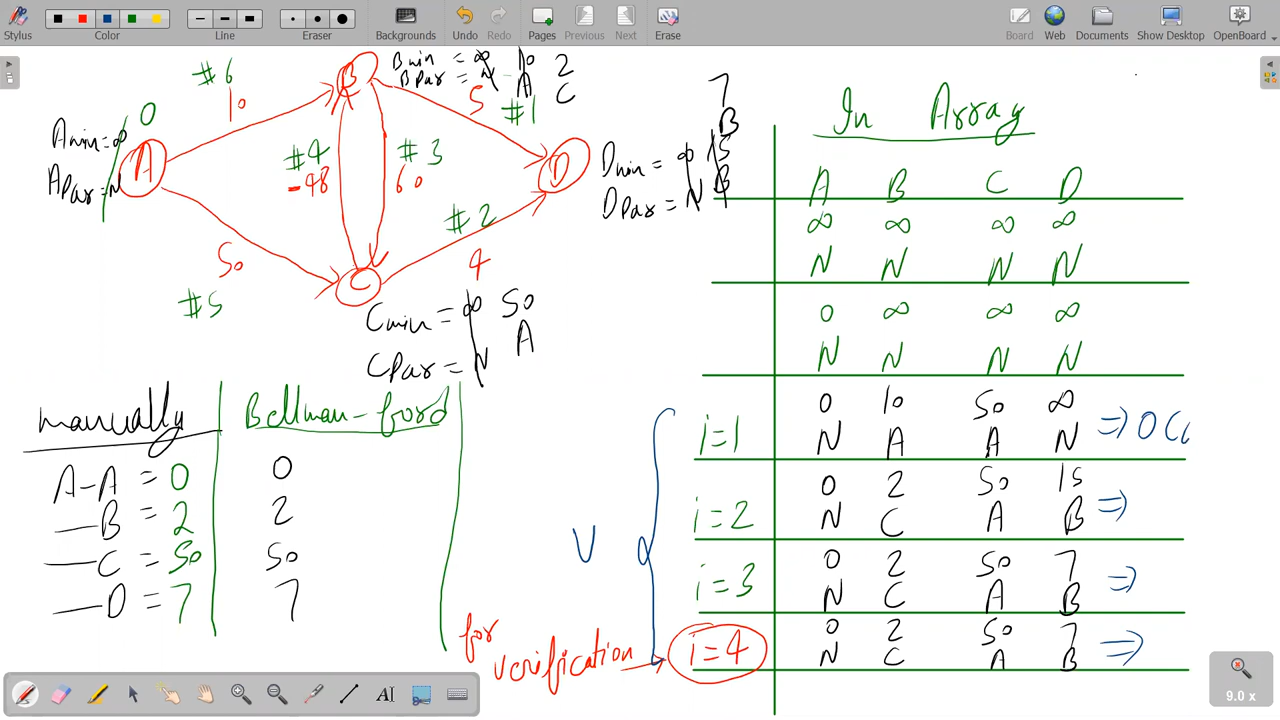 Stylus
Color
Line
Eraser
Backgrounds
Undo
Redo
Pages
Previous
Next
Erase
Board
Web
Documents
Show Desktop
OpenBoard
#6
10
0
Amin = ∞
APar = N
A
B
Bmin = ∞ 10 2
BPar = N A C
5
#1
#4
-48
#3
60
D
Dmin = ∞ 15 7
DPar = N B B
#2
4
50
#5
C
Cmin = ∞ 50
CPar = N A
manually
Bellman-ford
A-A = 0 0
—B = 2 2
—C = 50 50
—D = 7 7
In Array
A B C D
∞ ∞ ∞ ∞
N N N N
0 ∞ ∞ ∞
N N N N
0 10 50 ∞
i=1 N A A N
0 2 50 15
i=2 N C A B ⇒
0 2 50 7
i=3 N C A B ⇒
0 2 50 7
i=4 N C A B ⇒
V
for
verification
9.0 x